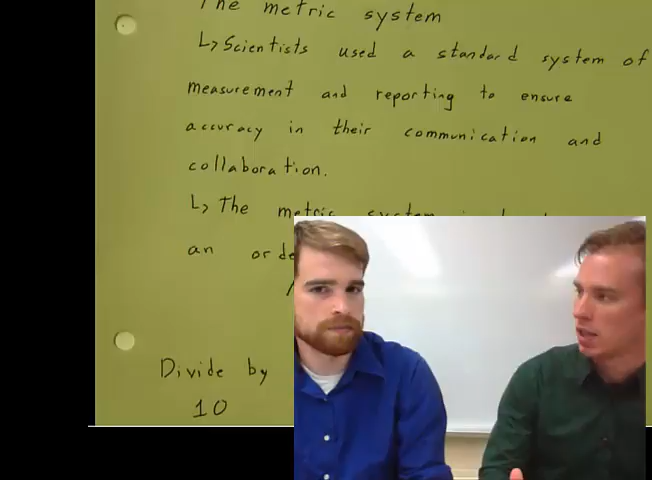 The metric system
↳ Scientists used a standard system of
measurement and reporting to ensure
accuracy in their communication and
collaboration.
↳ The metric system
an
Divide by
10